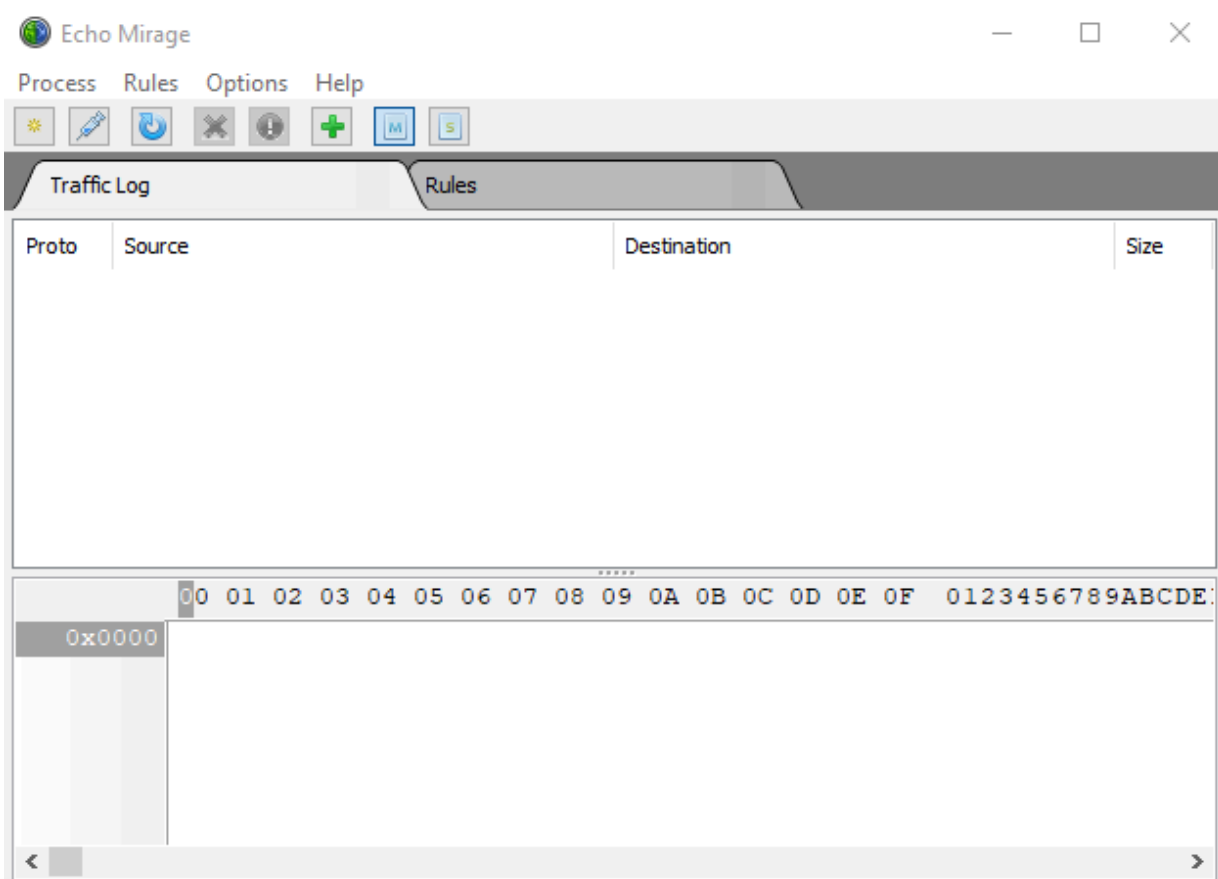 Echo Mirage
Process Rules Options Help
M S
Traffic Log Rules
Proto Source Destination Size
00 01 02 03 04 05 06 07 08 09 0A 0B 0C 0D 0E 0F 0123456789ABCDE
0x0000